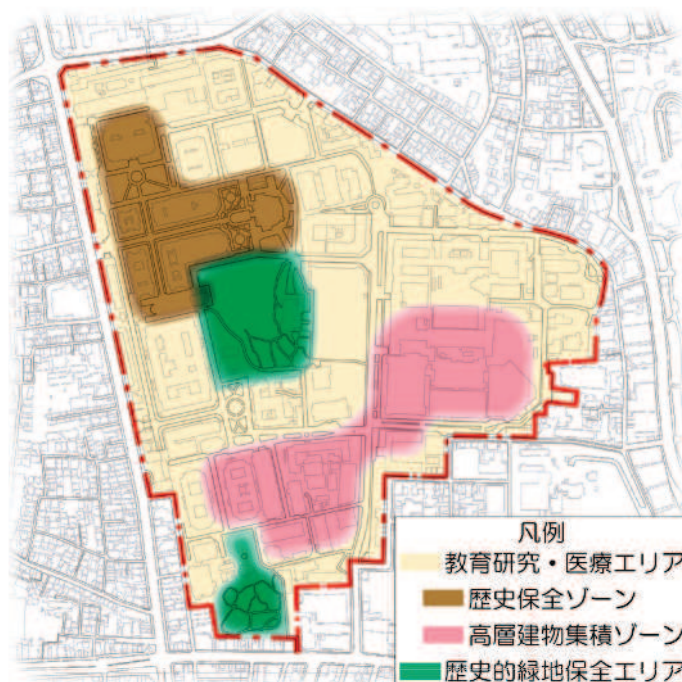 凡例
教育研究・医療エリア
歴史保全ゾーン
高層建物集積ゾーン
歴史的緑地保全エリア